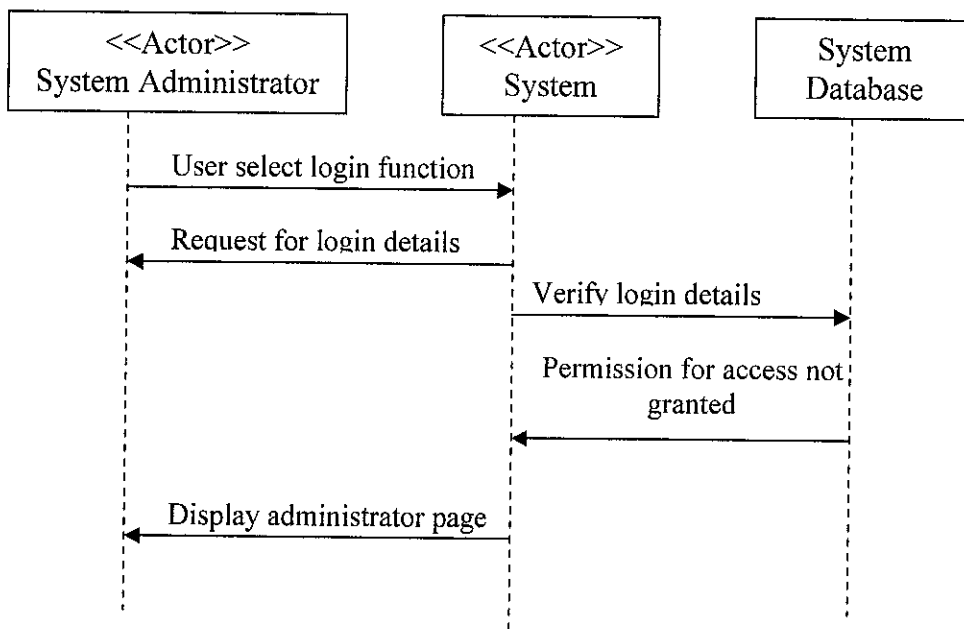 <<Actor>>
System Administrator
<<Actor>>
System
System
Database
User select login function
Request for login details
Verify login details
Permission for access not
granted
Display administrator page